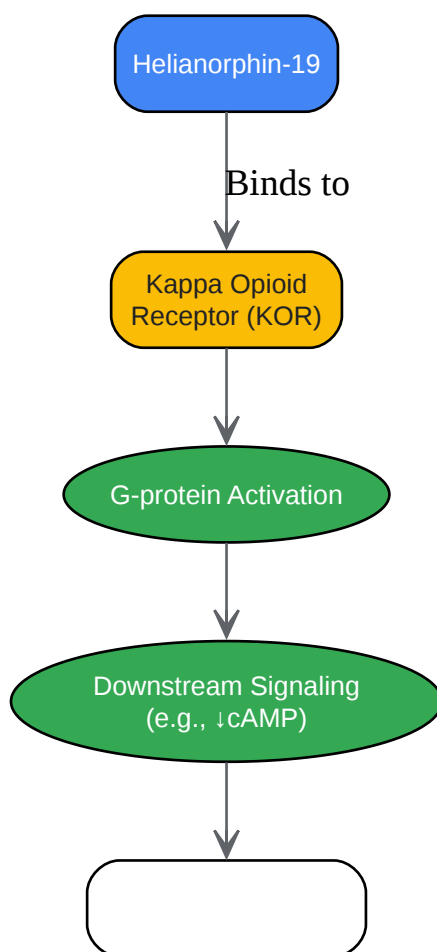 Helianorphin-19
Binds to
Kappa Opioid
Receptor (KOR)
G-protein Activation
Downstream Signaling
(e.g., ↓cAMP)